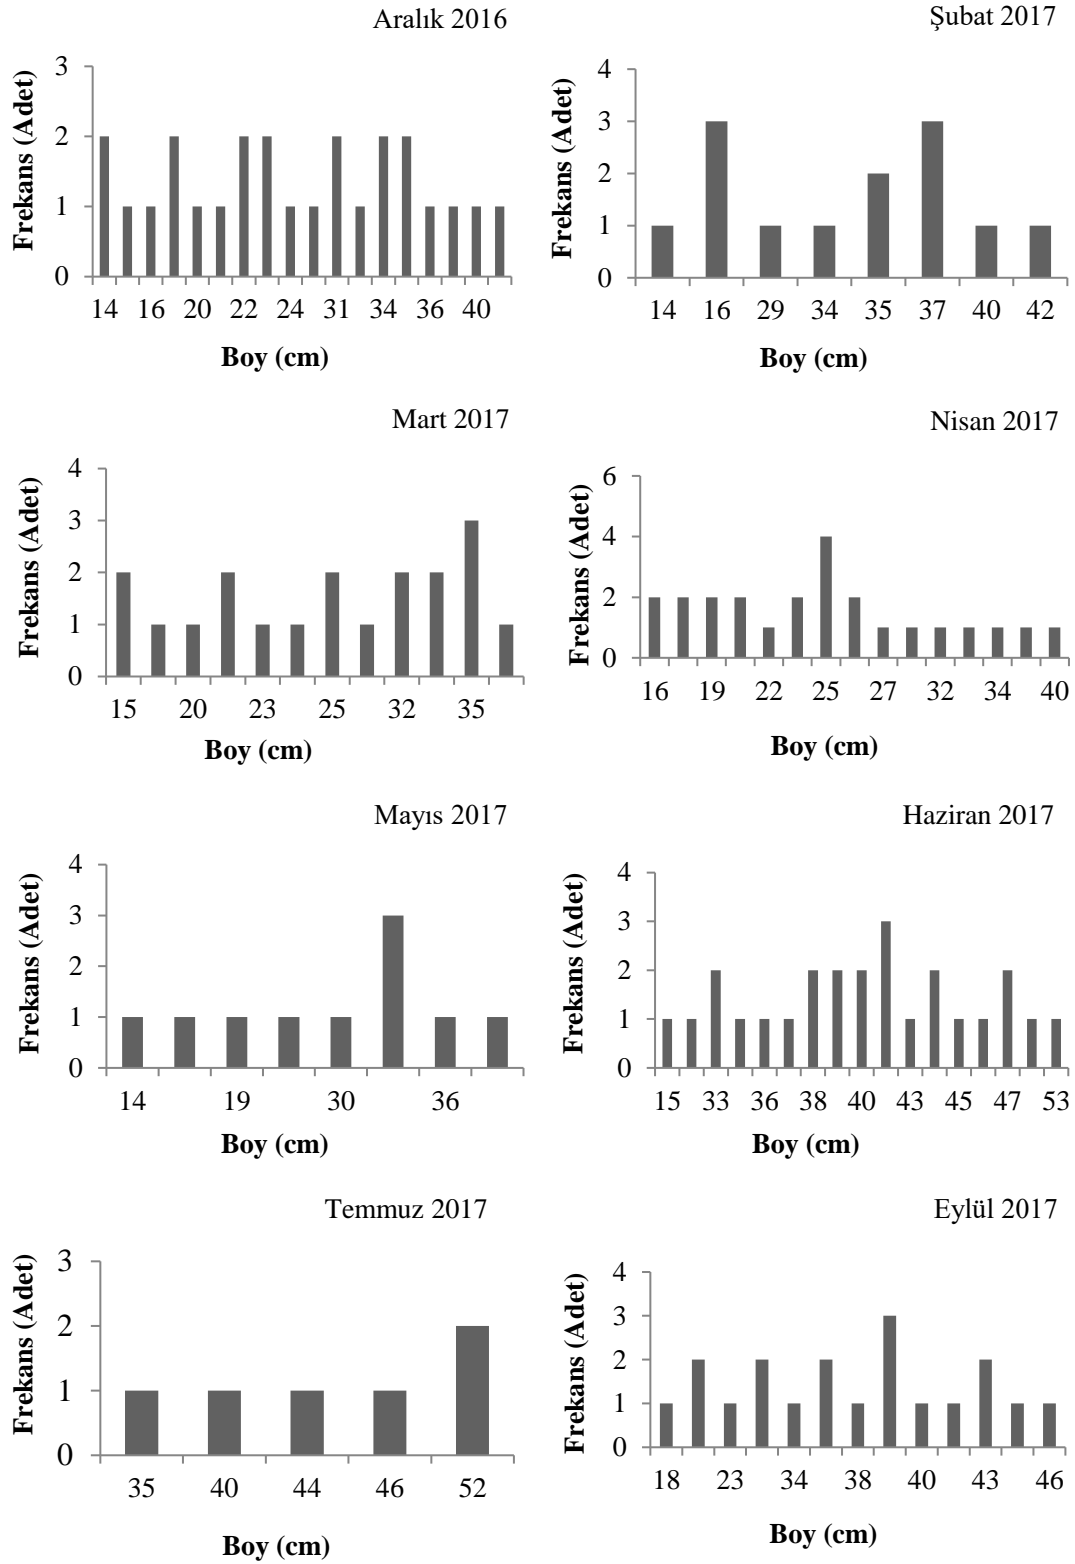 Aralık 2016
Frekans (Adet)
3
2
1
0
14 16 20 22 24 31 34 36 40
Boy (cm)
Şubat 2017
Frekans (Adet)
4
3
2
1
0
14 16 29 34 35 37 40 42
Boy (cm)
Mart 2017
Frekans (Adet)
4
3
2
1
0
15 20 23 25 32 35
Boy (cm)
Nisan 2017
Frekans (Adet)
6
4
2
0
16 19 22 25 27 32 34 40
Boy (cm)
Mayıs 2017
Frekans (Adet)
4
3
2
1
0
14 19 30 36
Boy (cm)
Haziran 2017
Frekans (Adet)
4
3
2
1
0
15 33 36 38 40 43 45 47 53
Boy (cm)
Temmuz 2017
Frekans (Adet)
3
2
1
0
35 40 44 46 52
Boy (cm)
Eylül 2017
Frekans (Adet)
4
3
2
1
0
18 23 34 38 40 43 46
Boy (cm)